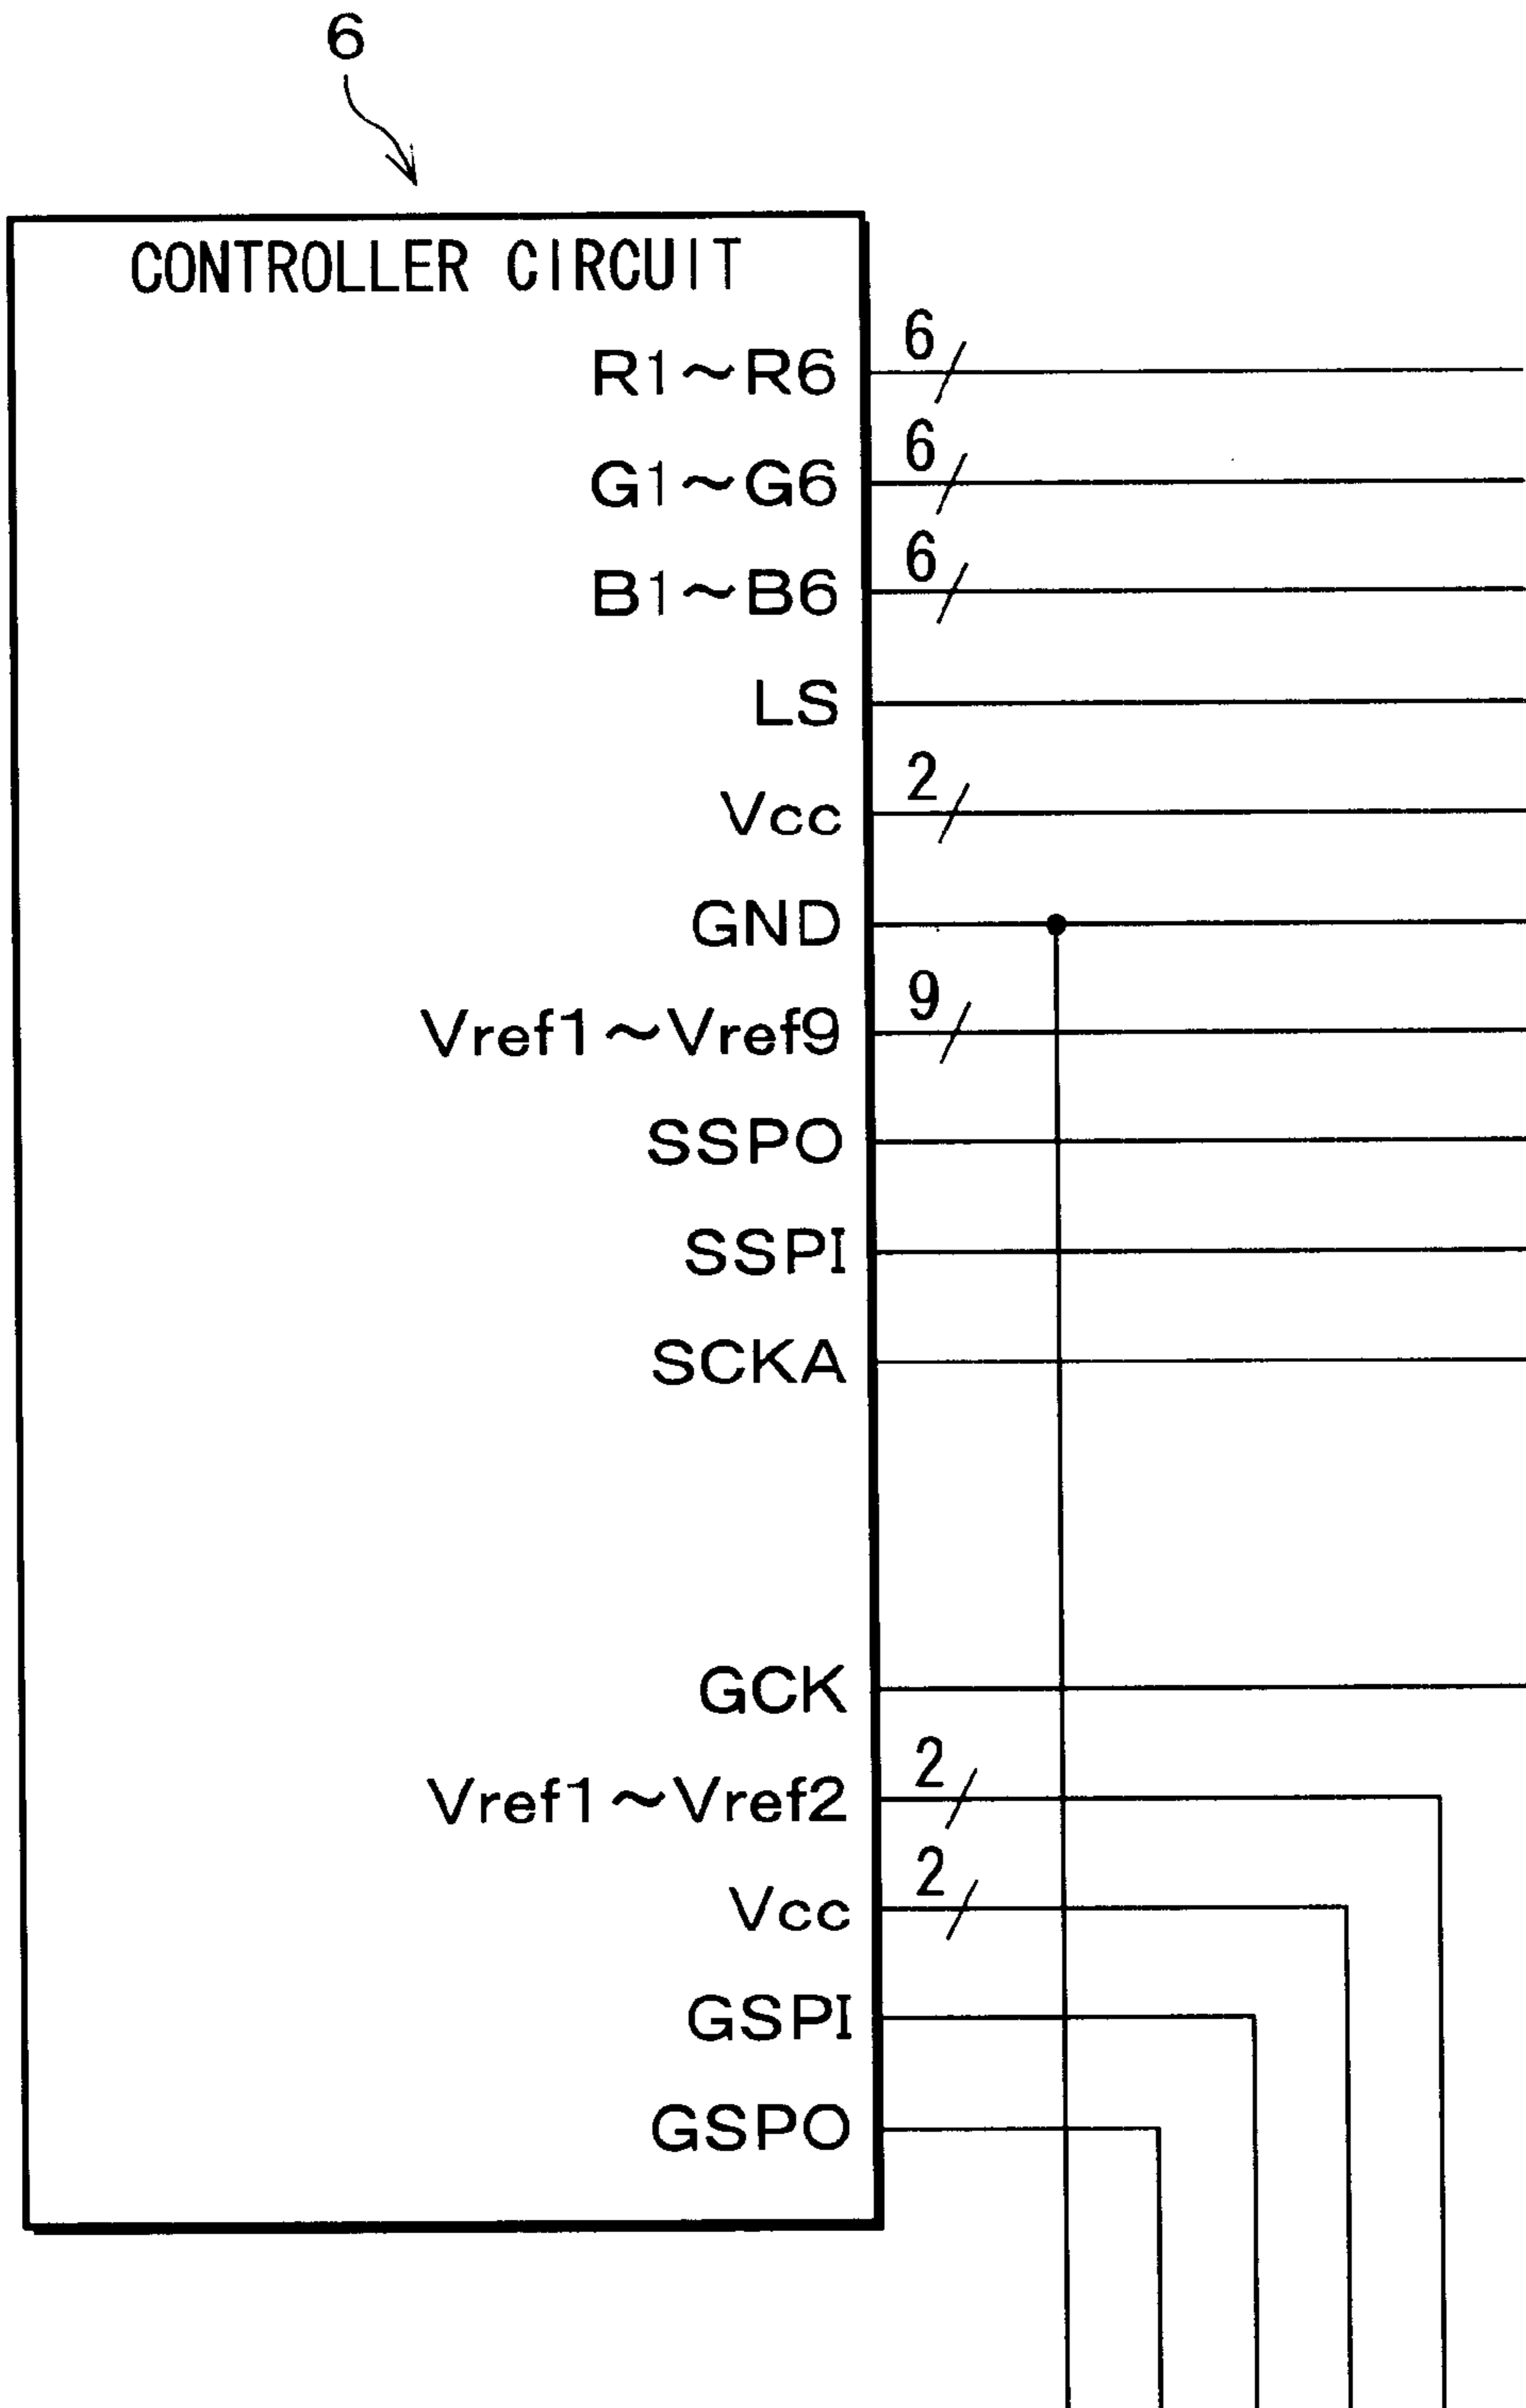 6
CONTROLLER CIRCUIT
R1~R6 6
G1~G6 6
B1~B6 6
LS
Vcc 2
GND
Vref1~Vref9 9
SSPO
SSPI
SCKA
GCK
Vref1~Vref2 2
Vcc 2
GSPI
GSPO